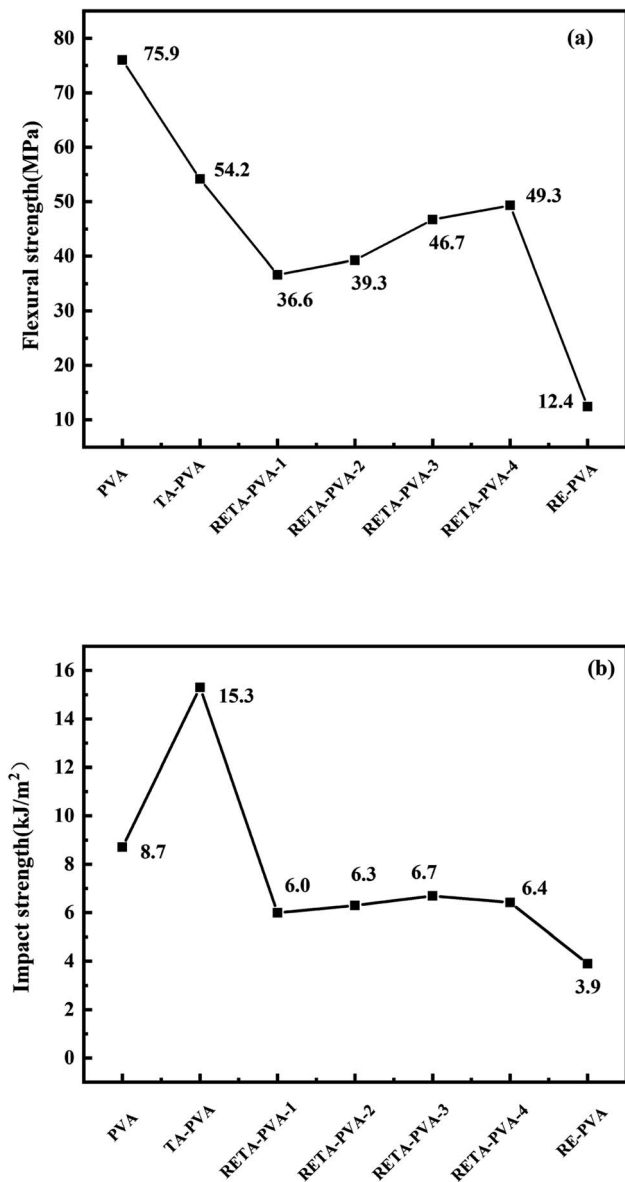 (a)
80
70
60
50
40
30
20
10
Flexural strength(MPa)
75.9
54.2
36.6
39.3
46.7
49.3
12.4
PVA
TA-PVA
RETA-PVA-1
RETA-PVA-2
RETA-PVA-3
RETA-PVA-4
RE-PVA
(b)
16
14
12
10
8
6
4
2
0
Impact strength(kJ/m²)
8.7
15.3
6.0
6.3
6.7
6.4
3.9
PVA
TA-PVA
RETA-PVA-1
RETA-PVA-2
RETA-PVA-3
RETA-PVA-4
RE-PVA